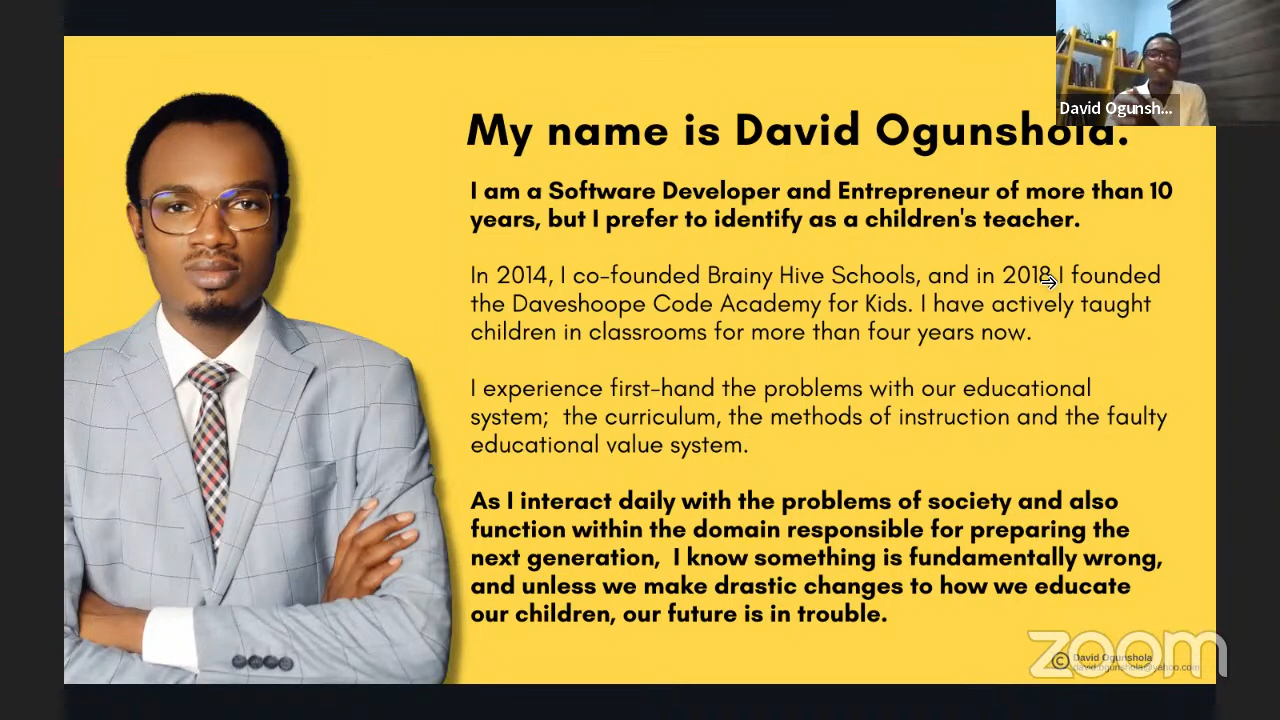 David Ogunsh...
My name is David Ogunshola.
I am a Software Developer and Entrepreneur of more than 10
years, but I prefer to identify as a children's teacher.
In 2014, I co-founded Brainy Hive Schools, and in 2018 I founded
the Daveshoope Code Academy for Kids. I have actively taught
children in classrooms for more than four years now.
I experience first-hand the problems with our educational
system;  the curriculum, the methods of instruction and the faulty
educational value system.
As I interact daily with the problems of society and also
function within the domain responsible for preparing the
next generation,  I know something is fundamentally wrong,
and unless we make drastic changes to how we educate
our children, our future is in trouble.
zoom
© David Ogunshola
david.ogunshola@yahoo.com